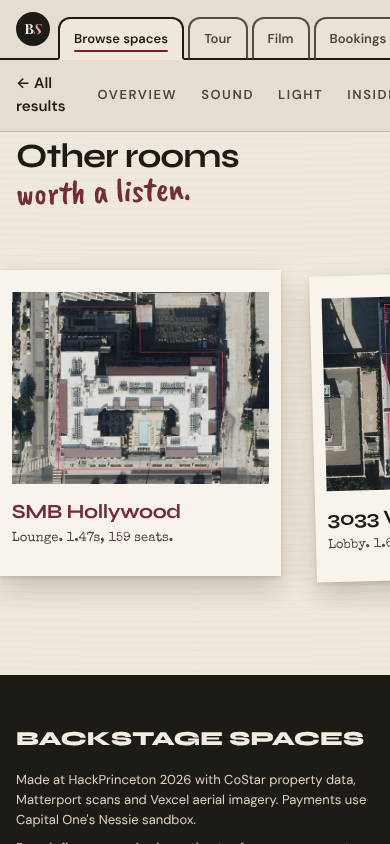 BS
Browse spaces
Tour
Film
Bookings
← All
results
OVERVIEW
SOUND
LIGHT
Other rooms
worth a listen.
SMB Hollywood
Lounge. 1.47s, 159 seats.
3033
Lobby.
BACKSTAGE SPACES
Made at HackPrinceton 2026 with CoStar property data,
Matterport scans and Vexcel aerial imagery. Payments use
Capital One's Nessie sandbox.